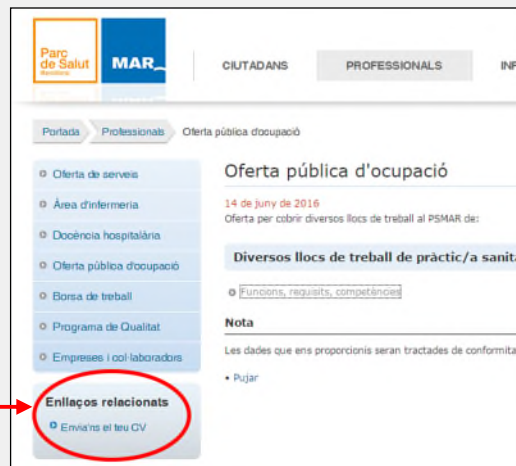 Parc
de Salut
MAR
Barcelona
CIUTADANS PROFESSIONALS INF
Portada Professionals Oferta pública d'ocupació
Oferta de serveis
Àrea d'infermeria
Docència hospitalària
Oferta pública d'ocupació
Borsa de treball
Programa de Qualitat
Empreses i col·laboradors
Enllaços relacionats
Envia'ns el teu CV
Oferta pública d'ocupació
14 de juny de 2016
Oferta per cobrir diversos llocs de treball al PSMAR de:
Diversos llocs de treball de pràctic/a sanita
Funcions, requisits, competències
Nota
Les dades que ens proporcionis seran tractades de conformita
• Pujar